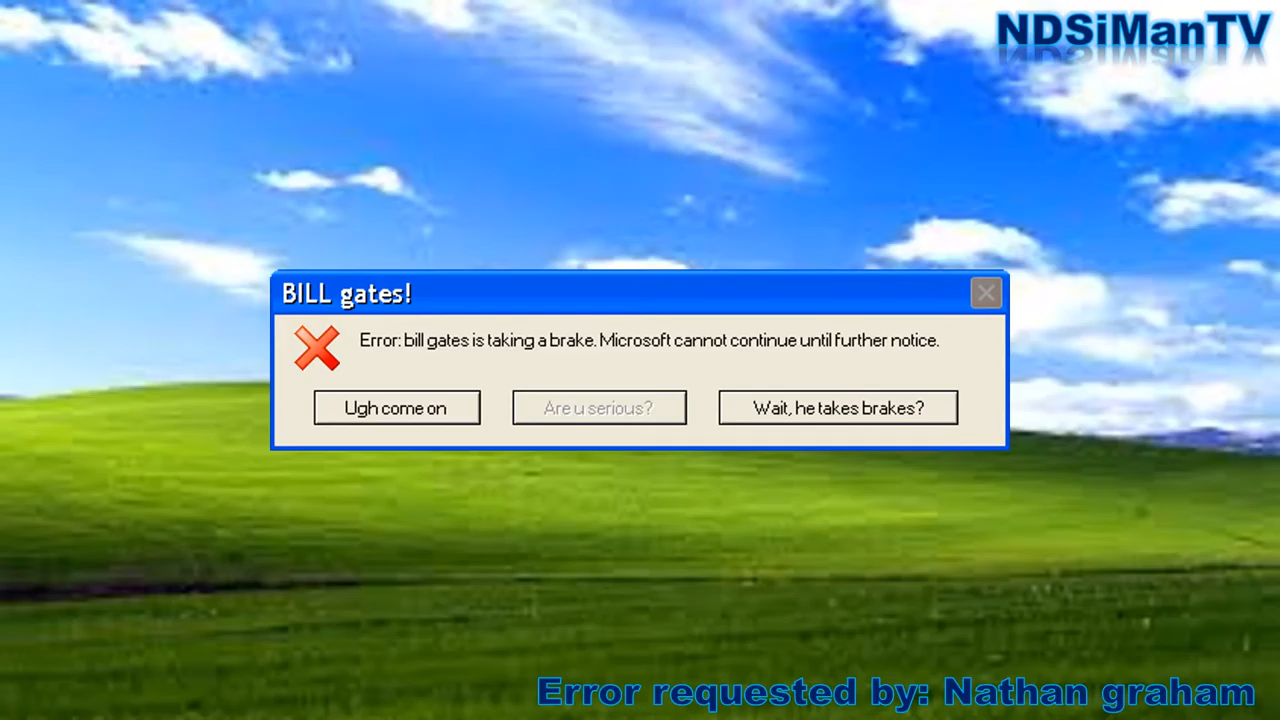 NDSiManTV
BILL gates!
Error: bill gates is taking a brake. Microsoft cannot continue until further notice.
Ugh come on
Are u serious?
Wait, he takes brakes?
Error requested by: Nathan graham